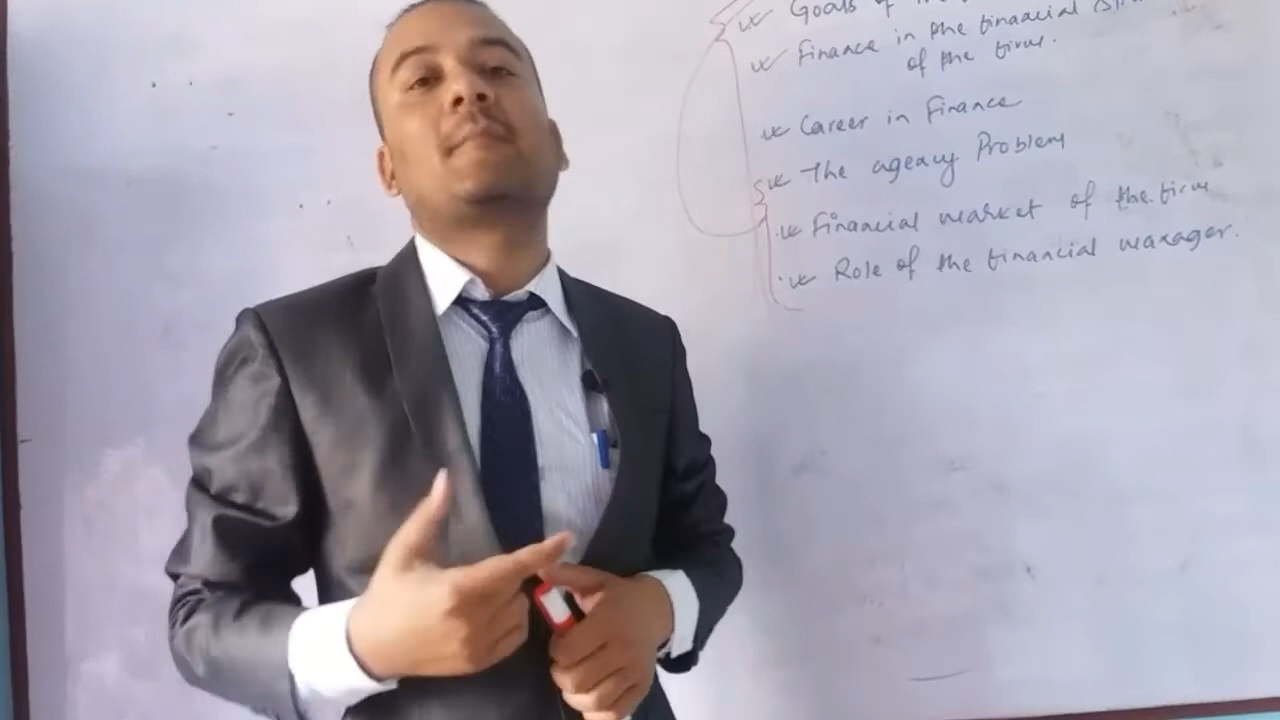 Goals of
Finance in the financial
of the firm.
Career in Finance
The agency Problem
Financial market of the firm
Role of the financial manager.